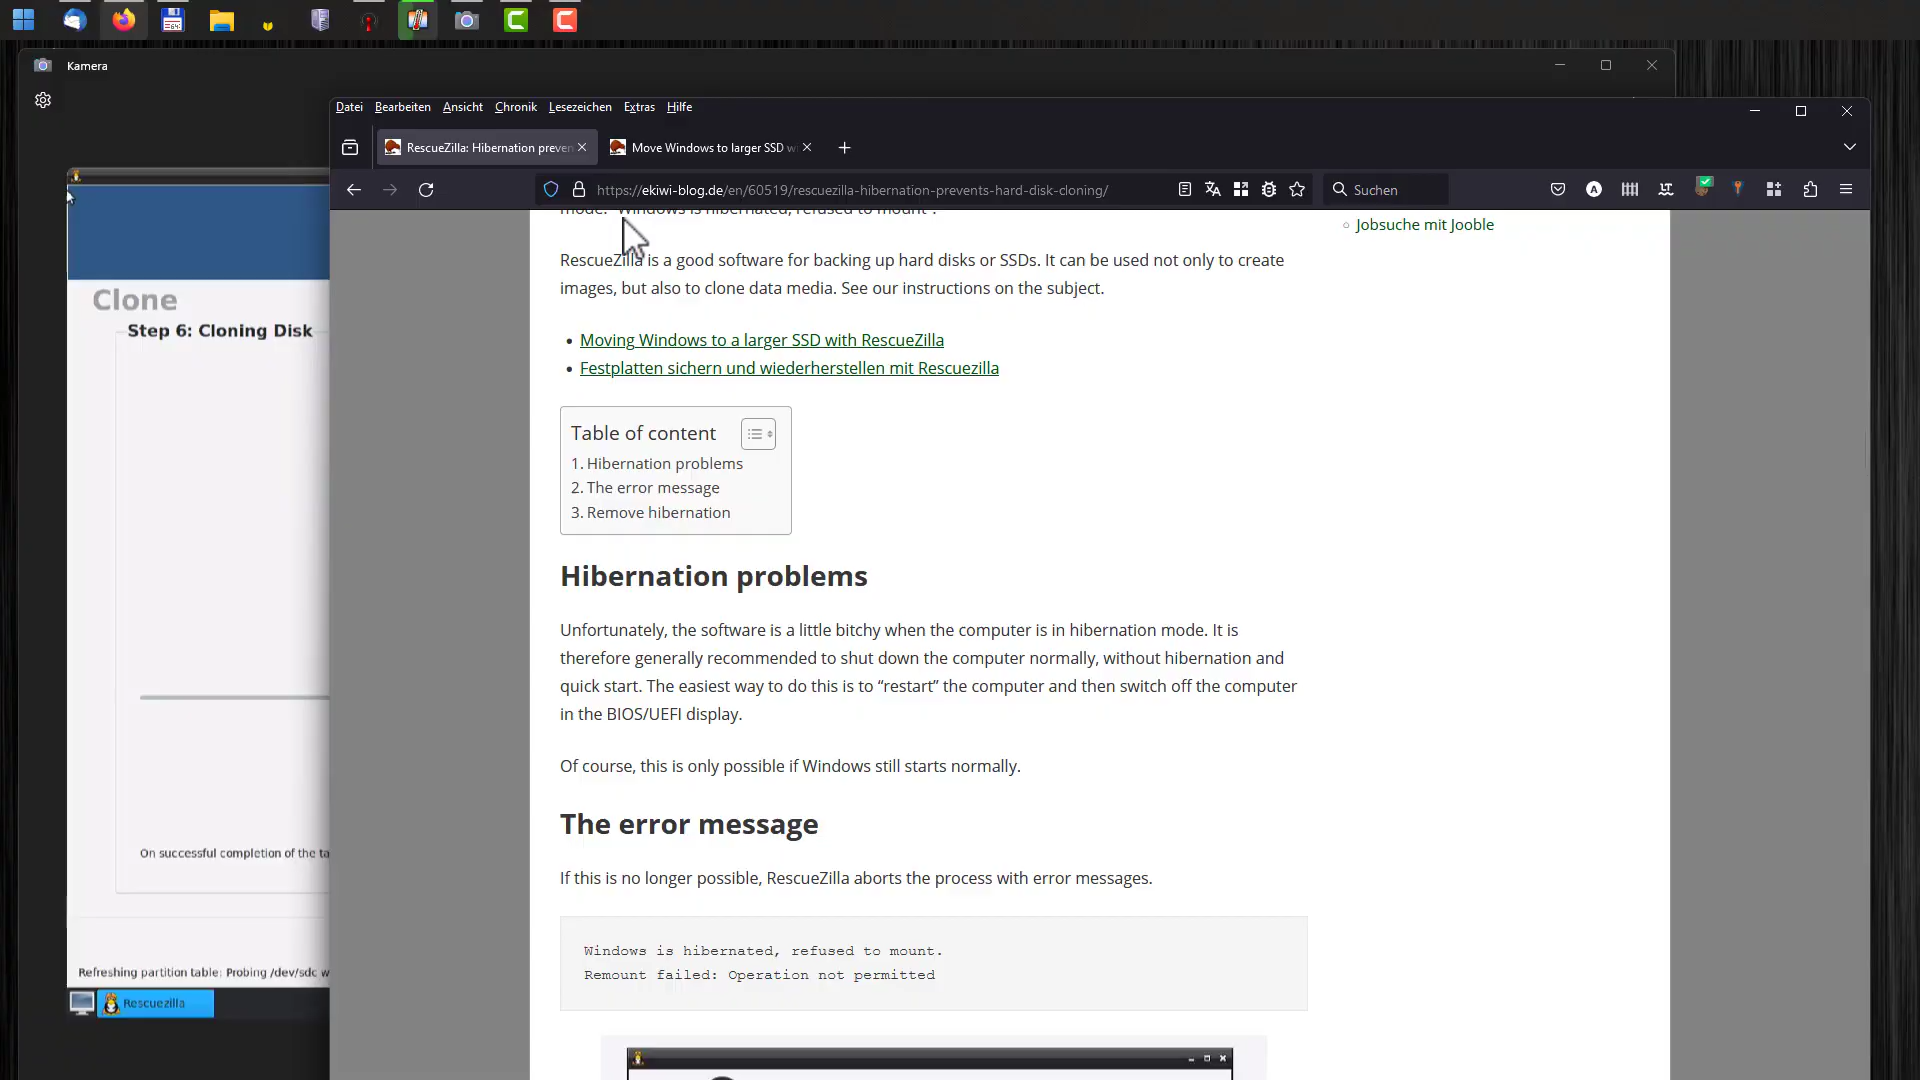 Kamera
Datei Bearbeiten Ansicht Chronik Lesezeichen Extras Hilfe
RescueZilla: Hibernation preven
Move Windows to larger SSD w
https://ekiwi-blog.de/en/60519/rescuezilla-hibernation-prevents-hard-disk-cloning/
Suchen
mode: "Windows is hibernated, refused to mount".
Jobsuche mit Jooble
RescueZilla is a good software for backing up hard disks or SSDs. It can be used not only to create
images, but also to clone data media. See our instructions on the subject.
Moving Windows to a larger SSD with RescueZilla
Festplatten sichern und wiederherstellen mit Rescuezilla
Table of content
1. Hibernation problems
2. The error message
3. Remove hibernation
Hibernation problems
Unfortunately, the software is a little bitchy when the computer is in hibernation mode. It is
therefore generally recommended to shut down the computer normally, without hibernation and
quick start. The easiest way to do this is to “restart” the computer and then switch off the computer
in the BIOS/UEFI display.
Of course, this is only possible if Windows still starts normally.
The error message
If this is no longer possible, RescueZilla aborts the process with error messages.
Windows is hibernated, refused to mount.
Remount failed: Operation not permitted
Clone
Step 6: Cloning Disk
On successful completion of the ta
Refreshing partition table: Probing /dev/sdc w
Rescuezilla